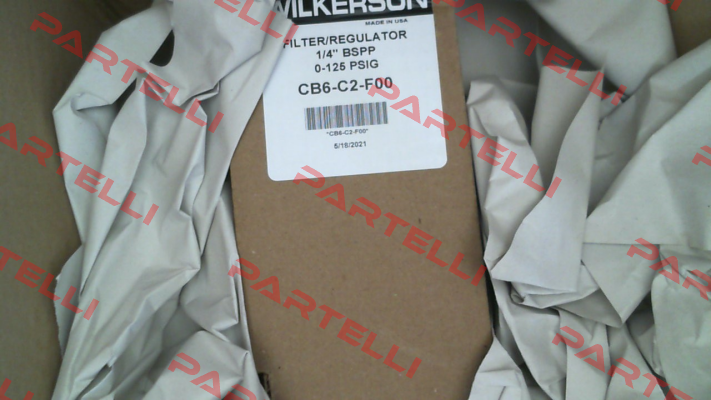 WILKERSON
MADE IN USA
FILTER/REGULATOR
1/4" BSPP
0-125 PSIG
CB6-C2-F00
*CB6-C2-F00*
5/18/2021
PARTELLI
PARTELLI
PARTELLI
PARTELLI
PARTELLI
PARTELLI
PARTELLI